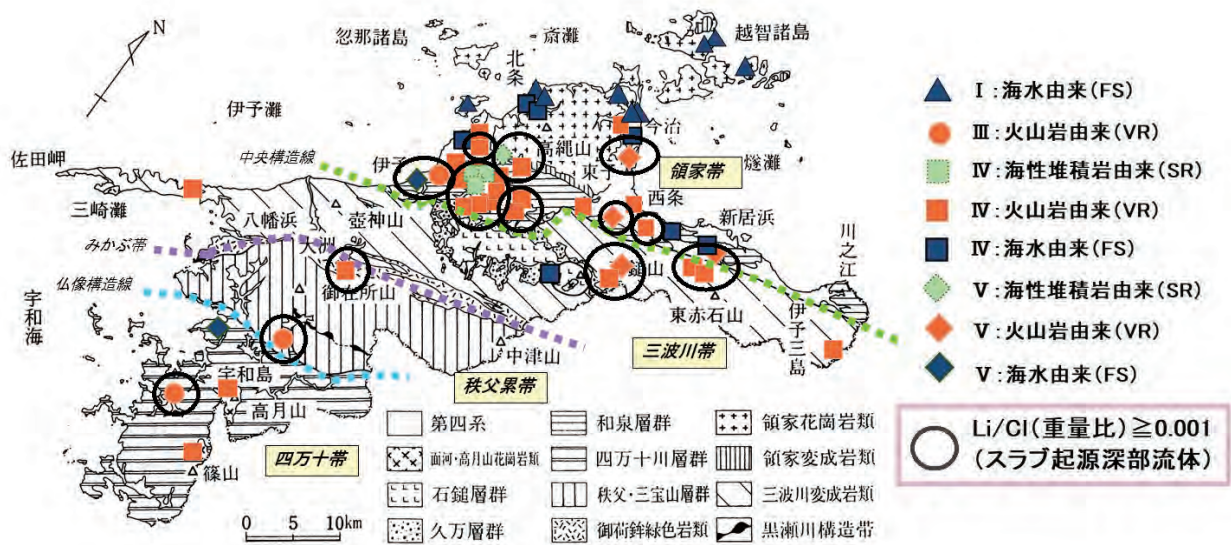 N
忽那諸島
斎灘
越智諸島
北条
伊予灘
今治
高縄山
東予
燧灘
佐田岬
中央構造線
伊予
領家帯
三崎灘
西条
新居浜
八幡浜
壺神山
川之江
みかぶ帯
大洲
仏像構造線
御在所山
東赤石山
伊予三島
宇和海
中津山
三波川帯
宇和島
秩父累帯
高月山
四万十帯
篠山
0 5 10km
第四系
和泉層群
領家花崗岩類
面河・高月山花崗岩類
四万十川層群
領家変成岩類
石鎚層群
秩父・三宝山層群
三波川変成岩類
久万層群
御荷鉾緑色岩類
黒瀬川構造帯
I:海水由来(FS)
III:火山岩由来(VR)
IV:海性堆積岩由来(SR)
IV:火山岩由来(VR)
IV:海水由来(FS)
V:海性堆積岩由来(SR)
V:火山岩由来(VR)
V:海水由来(FS)
Li/Cl(重量比)≧0.001
(スラブ起源深部流体)